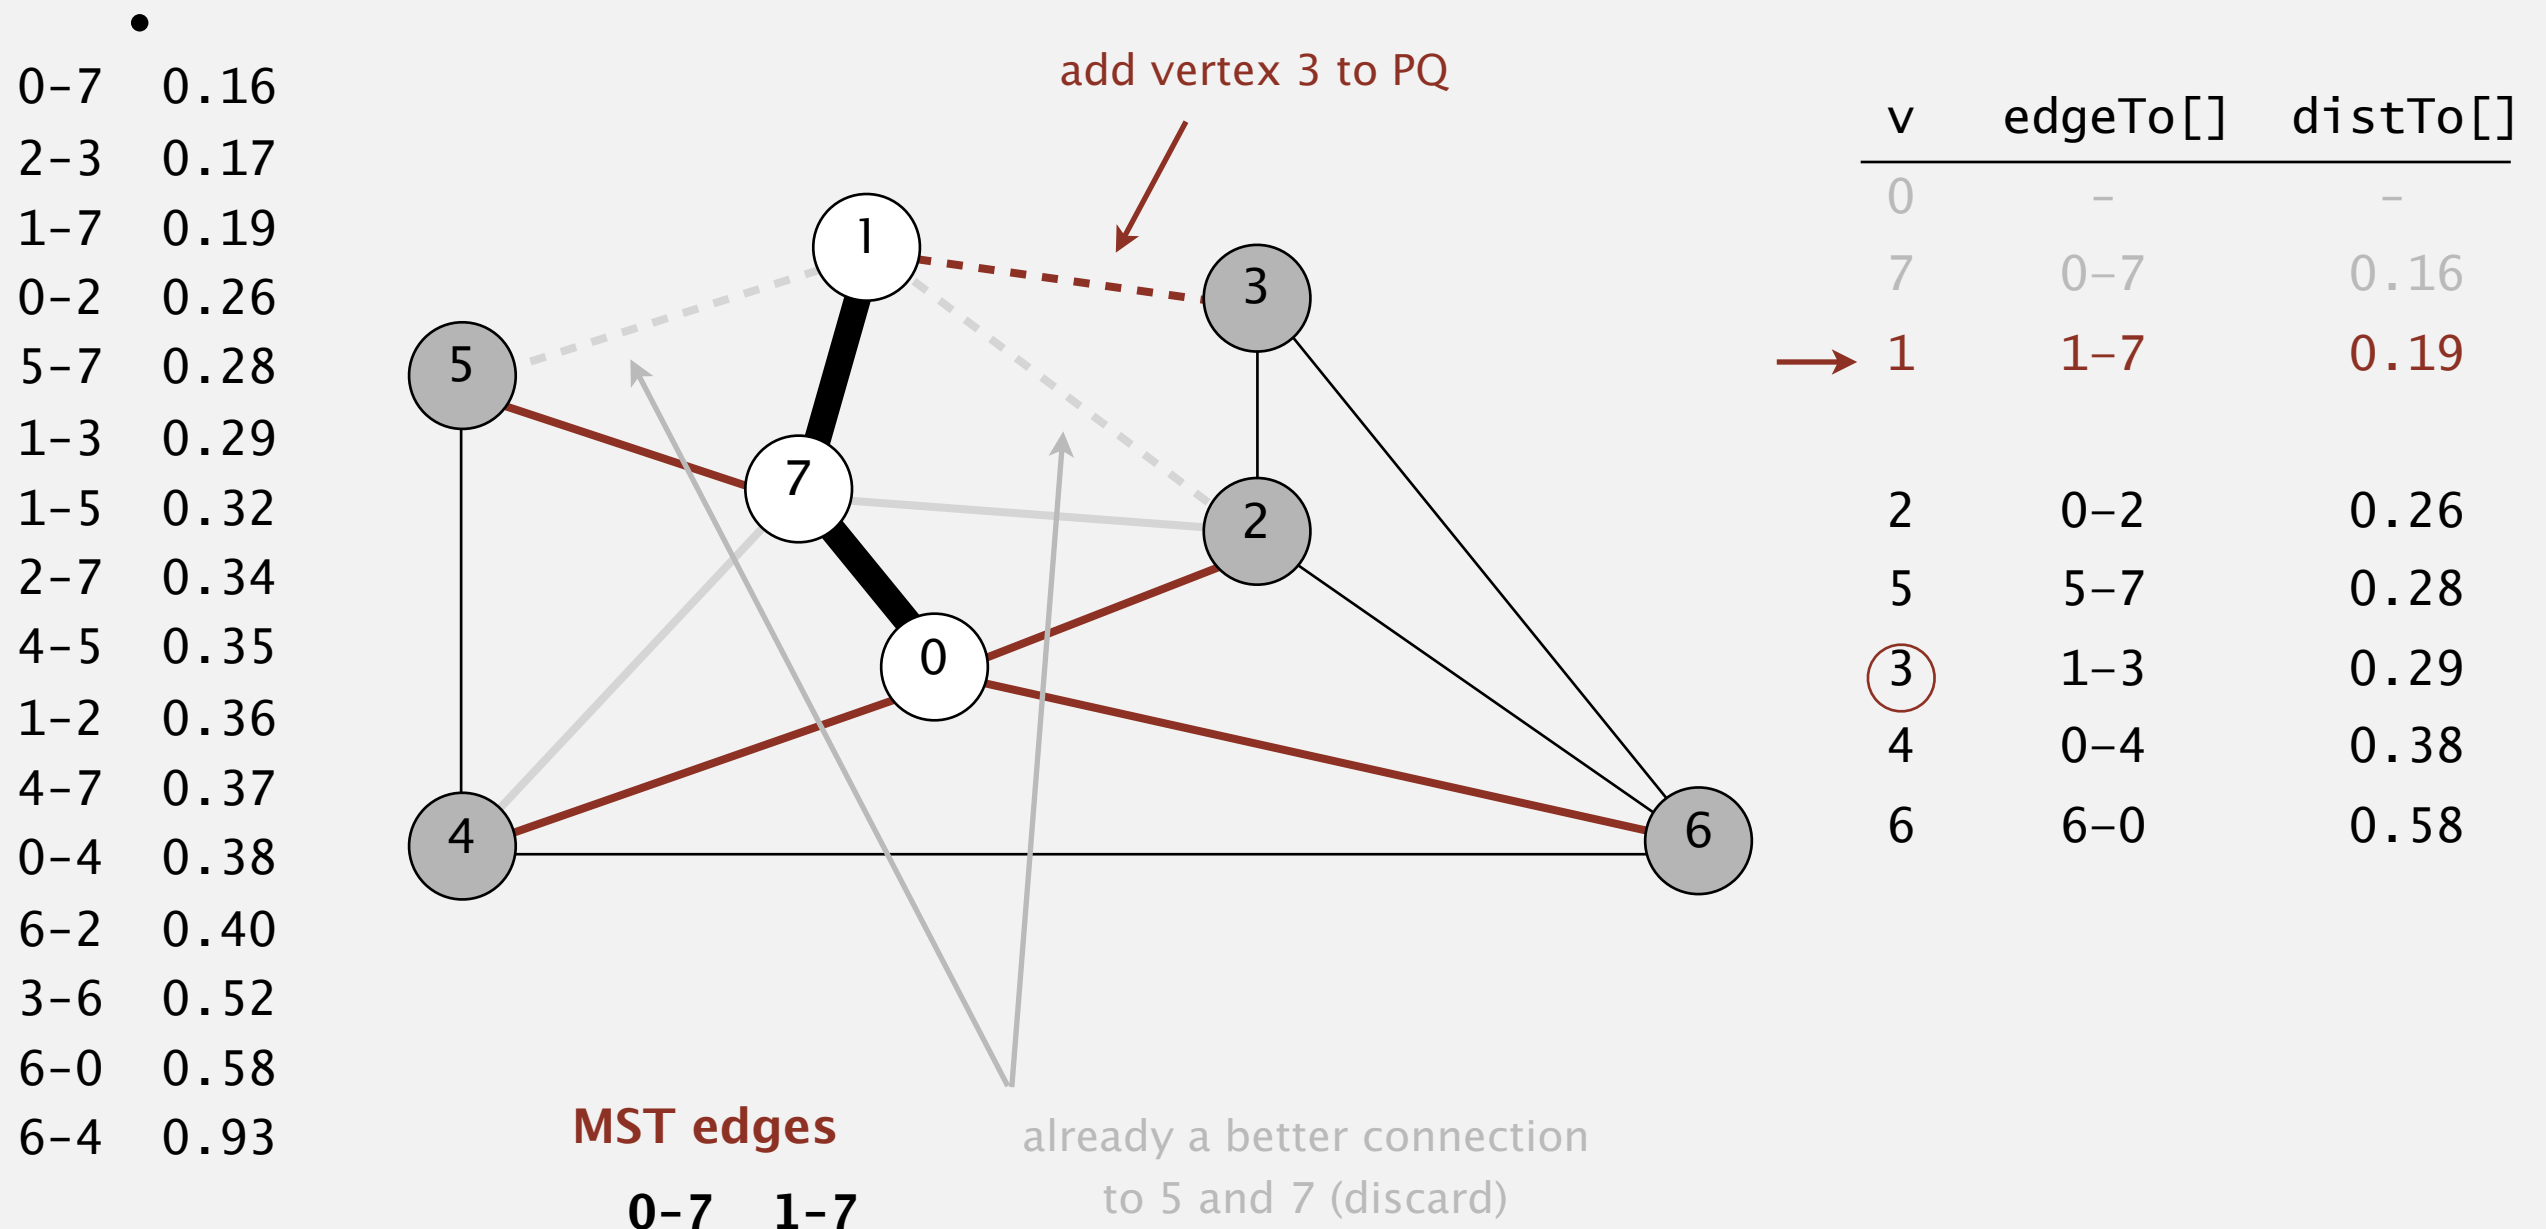 •
0-7 0.16
2-3 0.17
1-7 0.19
0-2 0.26
5-7 0.28
1-3 0.29
1-5 0.32
2-7 0.34
4-5 0.35
1-2 0.36
4-7 0.37
0-4 0.38
6-2 0.40
3-6 0.52
6-0 0.58
6-4 0.93
add vertex 3 to PQ
1
3
5
7
2
0
4
6
MST edges
0-7 1-7
already a better connection
to 5 and 7 (discard)
v edgeTo[] distTo[]
0 - -
7 0-7 0.16
1 1-7 0.19
2 0-2 0.26
5 5-7 0.28
3 1-3 0.29
4 0-4 0.38
6 6-0 0.58